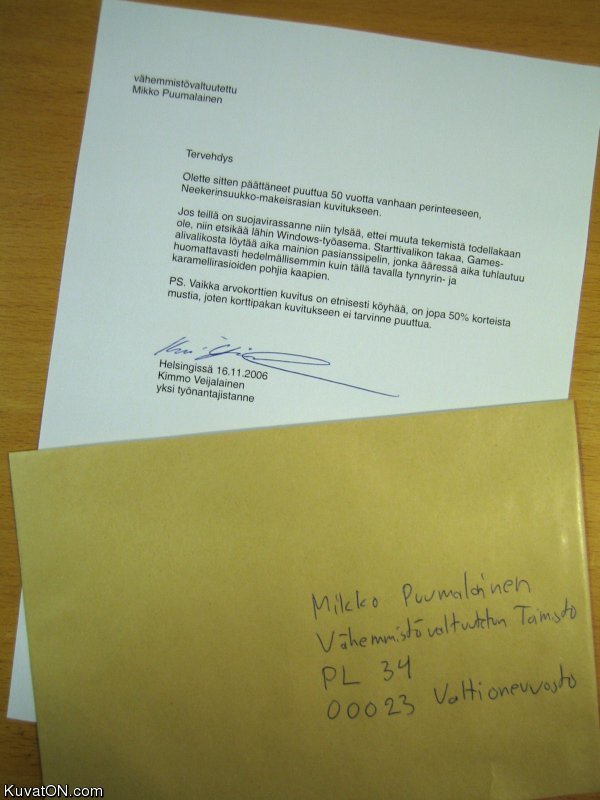 vähemmistövaltuutettu
Mikko Puumalainen
Tervehdys
Olette sitten päättäneet puuttua 50 vuotta vanhaan perinteeseen,
Neekerinsuukko-makeisrasian kuvitukseen.
Jos teillä on suojavirassanne niin tylsää, ettei muuta tekemistä todellakaan
ole, niin etsikää lähin Windows-työasema. Starttivalikon takaa, Games-
alivalikosta löytää aika mainion pasianssipelin, jonka ääressä aika tuhlautuu
huomattavasti hedelmällisemmin kuin tällä tavalla tynnyrin- ja
karamellirasioiden pohjia kaapien.
PS. Vaikka arvokorttien kuvitus on etnisesti köyhää, on jopa 50% korteista
mustia, joten korttipakan kuvitukseen ei tarvinne puuttua.
Helsingissä 16.11.2006
Kimmo Veijalainen
yksi työnantajistanne
Mikko Puumalainen
Vähemmistövaltuutetun Toimisto
PL 34
00023 Valtioneuvosto
KuvatON.com